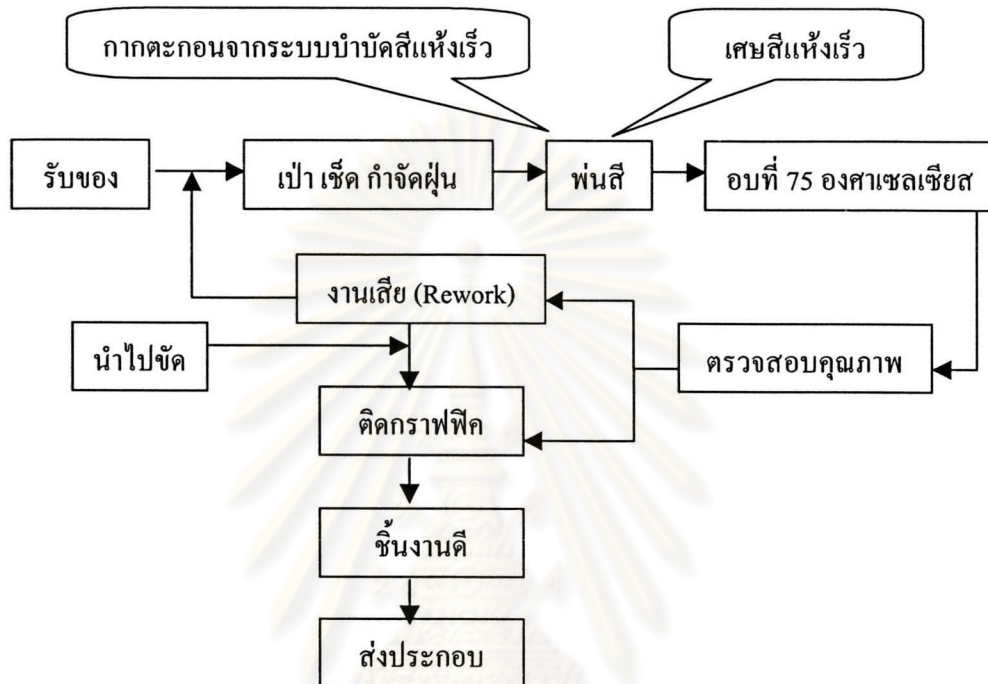 กากตะกอนจากระบบบำบัดสีแห้งเร็ว
เศษสีแห้งเร็ว
รับของ
เป่า เช็ด กำจัดฝุ่น
พ่นสี
อบที่ 75 องศาเซลเซียส
งานเสีย (Rework)
นำไปขัด
ตรวจสอบคุณภาพ
ติดกราฟฟิค
ชิ้นงานดี
ส่งประกอบ